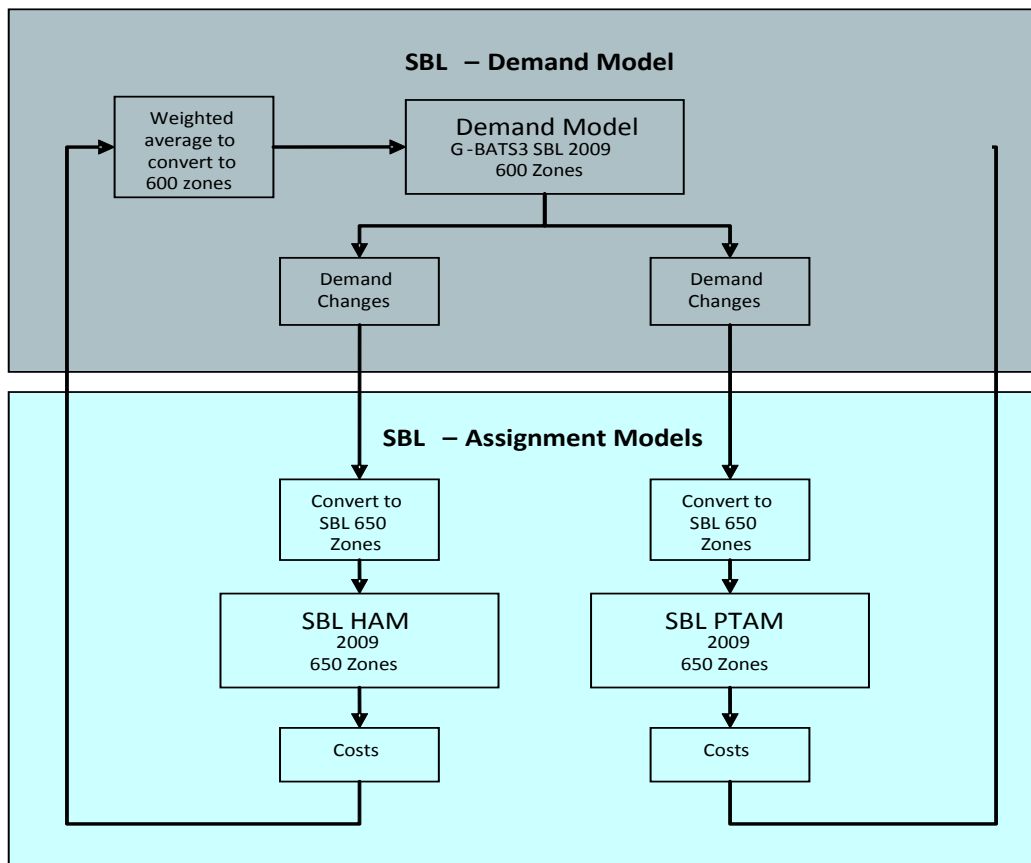 SBL – Demand Model
Weighted
average to
convert to
600 zones
Demand Model
G-BATS3 SBL 2009
600 Zones
Demand
Changes
Demand
Changes
SBL – Assignment Models
Convert to
SBL 650
Zones
Convert to
SBL 650
Zones
SBL HAM
2009
650 Zones
SBL PTAM
2009
650 Zones
Costs
Costs